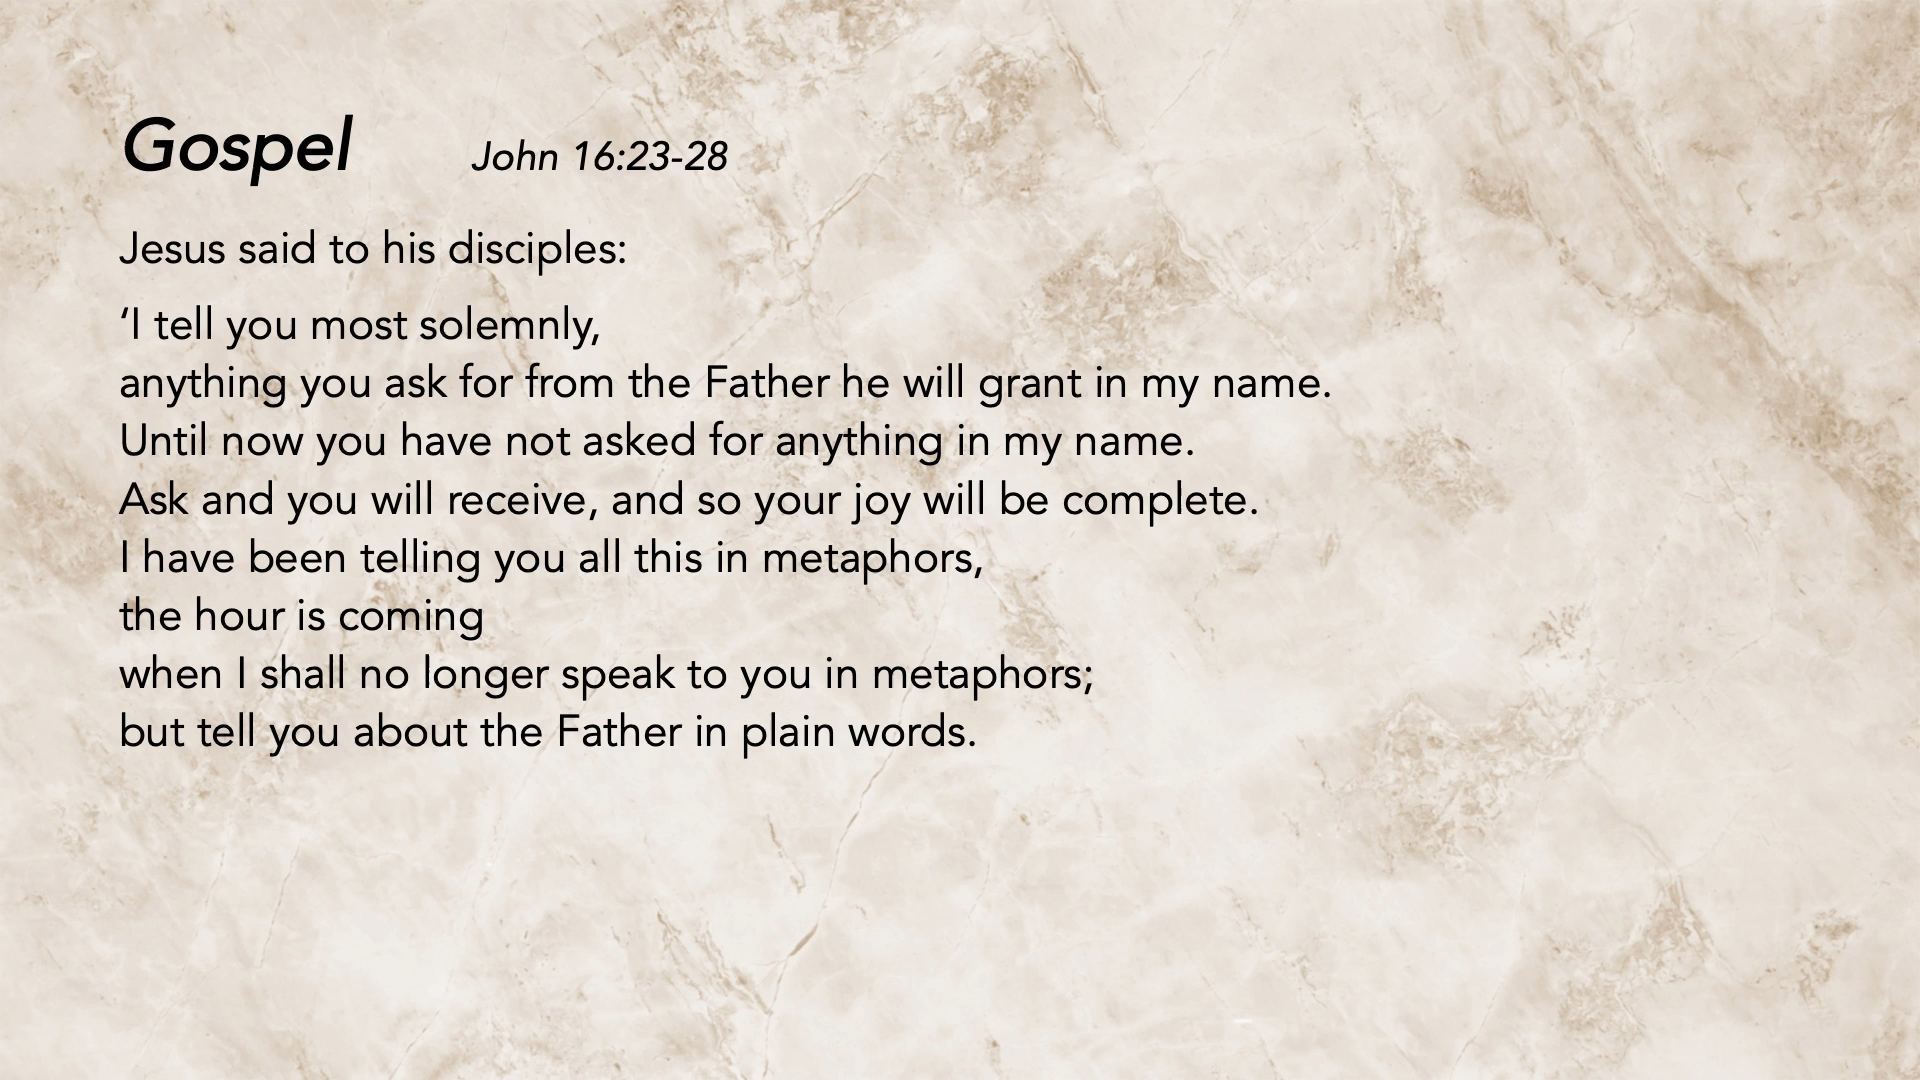 Gospel John 16:23-28
Jesus said to his disciples:
‘I tell you most solemnly,
anything you ask for from the Father he will grant in my name.
Until now you have not asked for anything in my name.
Ask and you will receive, and so your joy will be complete.
I have been telling you all this in metaphors,
the hour is coming
when I shall no longer speak to you in metaphors;
but tell you about the Father in plain words.